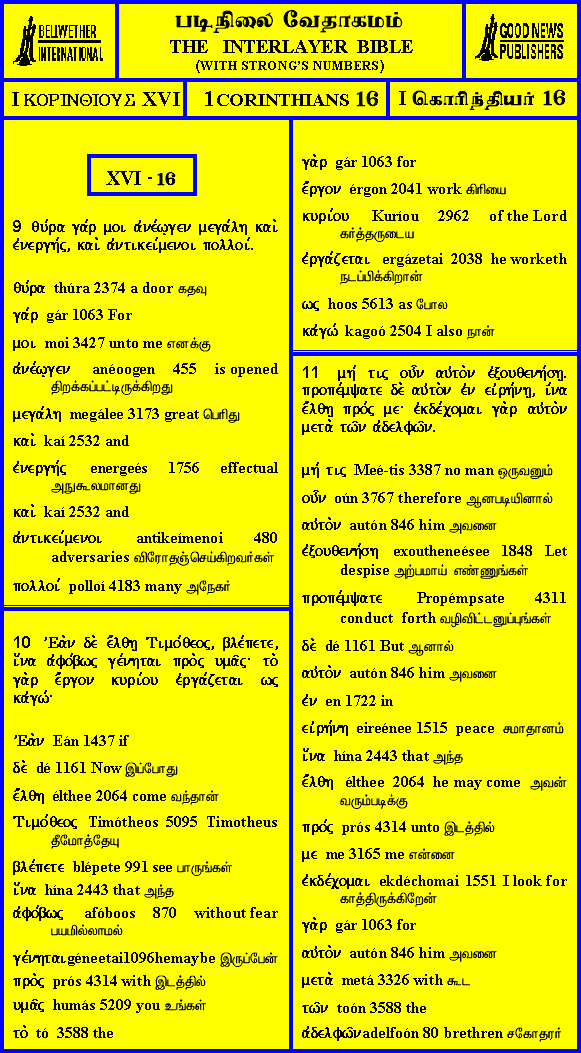 BELLWETHER
INTERNATIONAL
படிநிலை வேதாகமம்
THE INTERLAYER BIBLE
(WITH STRONG'S NUMBERS)
GOOD NEWS
PUBLISHERS
I ΚΟΡΙΝΘΙΟΥΣ XVI
1 CORINTHIANS 16
I கொரிந்தியர் 16
XVI - 16
9 θύρα γάρ μοι ἀνέῳγεν μεγάλη καὶ
ἐνεργής, καὶ ἀντικείμενοι πολλοί.
θύρα thúra 2374 a door கதவு
γάρ gár 1063 For
μοι moi 3427 unto me எனக்கு
ἀνέῳγεν anéoogen 455 is opened
திறக்கப்பட்டிருக்கிறது
μεγάλη megálee 3173 great பெரிது
καὶ kaí 2532 and
ἐνεργής energeés 1756 effectual
அநுகூலமானது
καὶ kaí 2532 and
ἀντικείμενοι antikeímenoi 480
adversaries விரோதஞ்செய்கிறவர்கள்
πολλοί polloí 4183 many அநேகர்
10 Ἐὰν δὲ ἔλθῃ Τιμόθεος, βλέπετε,
ἵνα ἀφόβως γένηται πρὸς υμᾶς· τὸ
γὰρ ἔργον κυρίου ἐργάζεται ως
κἀγώ·
Ἐὰν Eán 1437 if
δὲ dé 1161 Now இப்போது
ἔλθῃ élthee 2064 come வந்தான்
Τιμόθεος Timótheos 5095 Timotheus
தீமோத்தேயு
βλέπετε blépete 991 see பாருங்கள்
ἵνα hína 2443 that அந்த
ἀφόβως afóboos 870 without fear
பயமில்லாமல்
γένηται géneetai1096hemaybe இருப்பேன்
πρὸς prós 4314 with இடத்தில்
υμᾶς humás 5209 you உங்கள்
τὸ tó 3588 the
γὰρ gár 1063 for
ἔργον érgon 2041 work கிரியை
κυρίου Kuríou 2962 of the Lord
கர்த்தருடைய
ἐργάζεται ergázetai 2038 he worketh
நடப்பிக்கிறான்
ως hoos 5613 as போல
κἀγώ kagoó 2504 I also நான்
11 μή τις οὖν αὐτὸν ἐξουθενήσῃ.
προπέμψατε δὲ αὐτὸν ἐν εἰρήνῃ, ἵνα
ἔλθῃ πρός με· ἐκδέχομαι γὰρ αὐτὸν
μετὰ τῶν ἀδελφῶν.
μή τις Meé-tis 3387 no man ஒருவனும்
οὖν oún 3767 therefore ஆனபடியினால்
αὐτὸν autón 846 him அவனை
ἐξουθενήσῃ exoutheneésee 1848 Let
despise அற்பமாய் எண்ணுங்கள்
προπέμψατε Propémpsate 4311
conduct forth வழிவிட்டனுப்புங்கள்
δὲ dé 1161 But ஆனால்
αὐτὸν autón 846 him அவனை
ἐν en 1722 in
εἰρήνῃ eireénee 1515 peace சமாதானம்
ἵνα hína 2443 that அந்த
ἔλθῃ élthee 2064 he may come அவன்
வரும்படிக்கு
πρός prós 4314 unto இடத்தில்
με me 3165 me என்னை
ἐκδέχομαι ekdéchomai 1551 I look for
காத்திருக்கிறேன்
γὰρ gár 1063 for
αὐτὸν autón 846 him அவனை
μετὰ metá 3326 with கூட
τῶν toón 3588 the
ἀδελφῶν adelfoón 80 brethren சகோதரர்